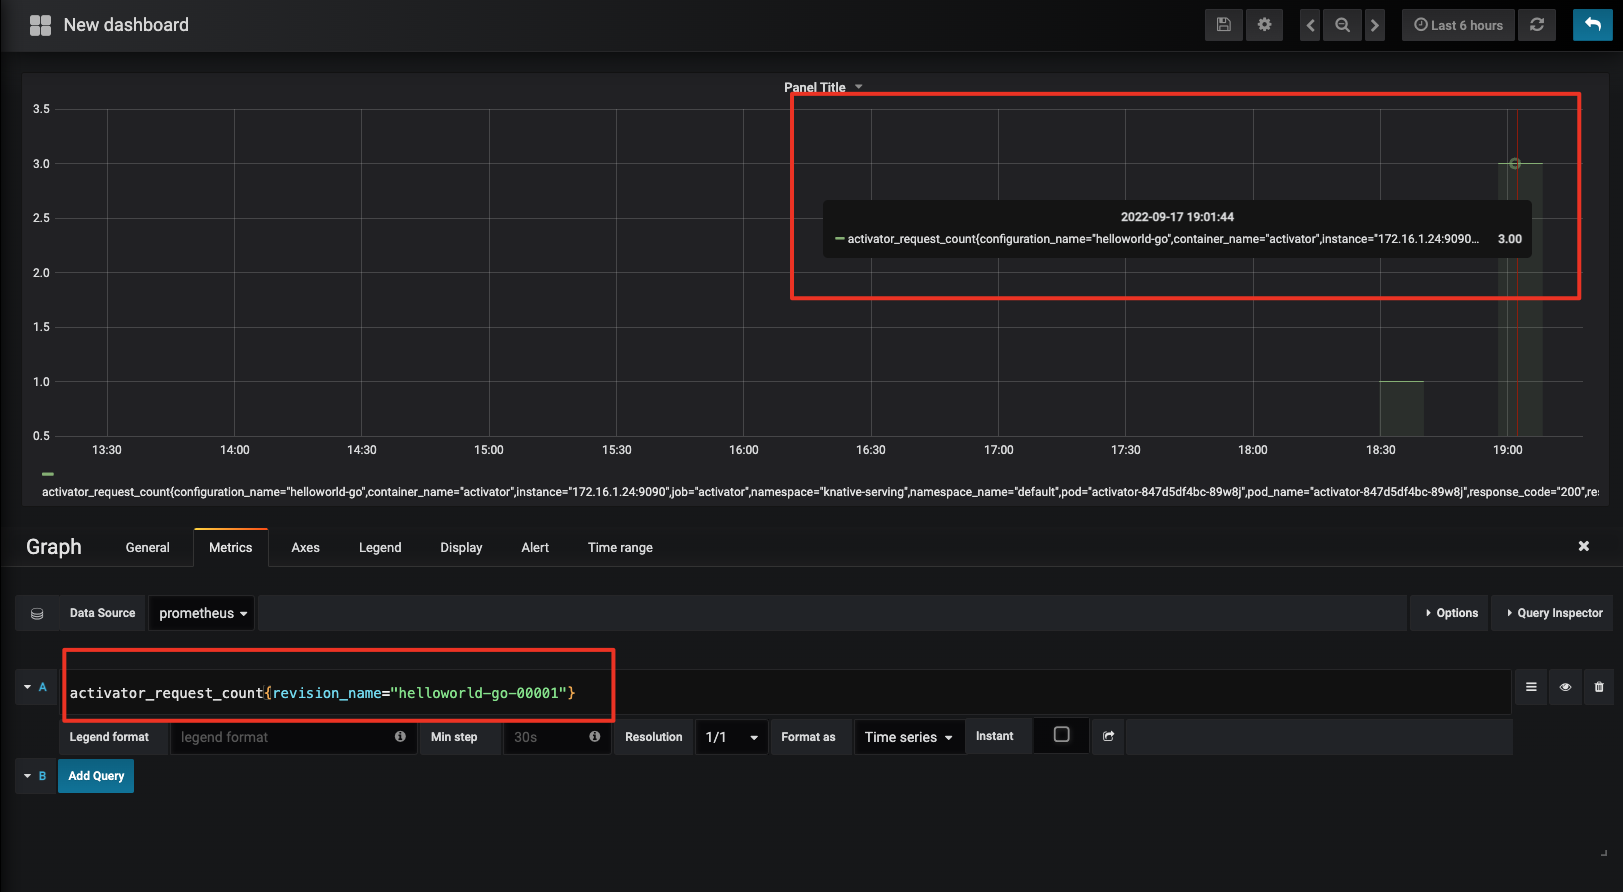 New dashboard
Last 6 hours
Panel Title
3.5
3.0
2.5
2.0
1.5
1.0
0.5
2022-09-17 19:01:44
activator_request_count{configuration_name="helloworld-go",container_name="activator",instance="172.16.1.24:9090... 3.00
13:30 14:00 14:30 15:00 15:30 16:00 16:30 17:00 17:30 18:00 18:30 19:00
activator_request_count{configuration_name="helloworld-go",container_name="activator",instance="172.16.1.24:9090",job="activator",namespace="knative-serving",namespace_name="default",pod="activator-847d5df4bc-89w8j",pod_name="activator-847d5df4bc-89w8j",response_code="200",re
Graph General Metrics Axes Legend Display Alert Time range
Data Source prometheus Options Query Inspector
A activator_request_count{revision_name="helloworld-go-00001"}
Legend format legend format Min step 30s Resolution 1/1 Format as Time series Instant
B Add Query